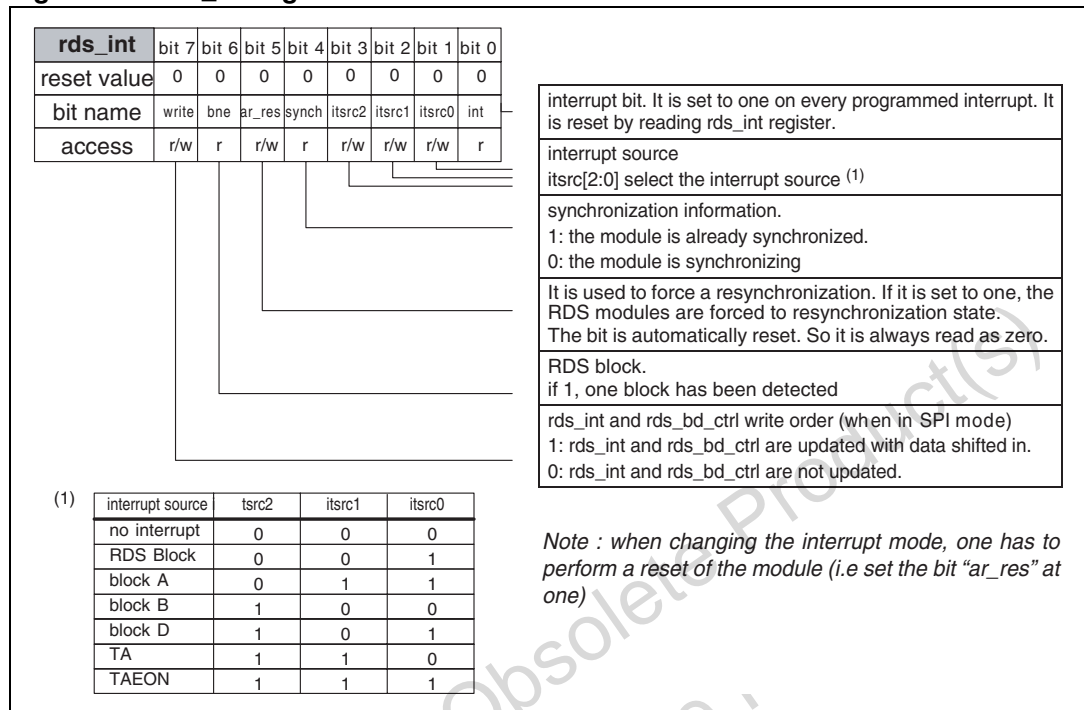 rds_int bit 7 bit 6 bit 5 bit 4 bit 3 bit 2 bit 1 bit 0
reset value 0 0 0 0 0 0 0 0
bit name write bne ar_res synch itsrc2 itsrc1 itsrc0 int
access r/w r r/w r r/w r/w r/w r
interrupt bit. It is set to one on every programmed interrupt. It
is reset by reading rds_int register.
interrupt source
itsrc[2:0] select the interrupt source (1)
synchronization information.
1: the module is already synchronized.
0: the module is synchronizing
It is used to force a resynchronization. If it is set to one, the
RDS modules are forced to resynchronization state.
The bit is automatically reset. So it is always read as zero.
RDS block.
if 1, one block has been detected
rds_int and rds_bd_ctrl write order (when in SPI mode)
1: rds_int and rds_bd_ctrl are updated with data shifted in.
0: rds_int and rds_bd_ctrl are not updated.
(1) interrupt source tsrc2 itsrc1 itsrc0
no interrupt 0 0 0
RDS Block 0 0 1
block A 0 1 1
block B 1 0 0
block D 1 0 1
TA 1 1 0
TAEON 1 1 1
Note : when changing the interrupt mode, one has to
perform a reset of the module (i.e set the bit “ar_res” at
one)
Obsolete Product(s)